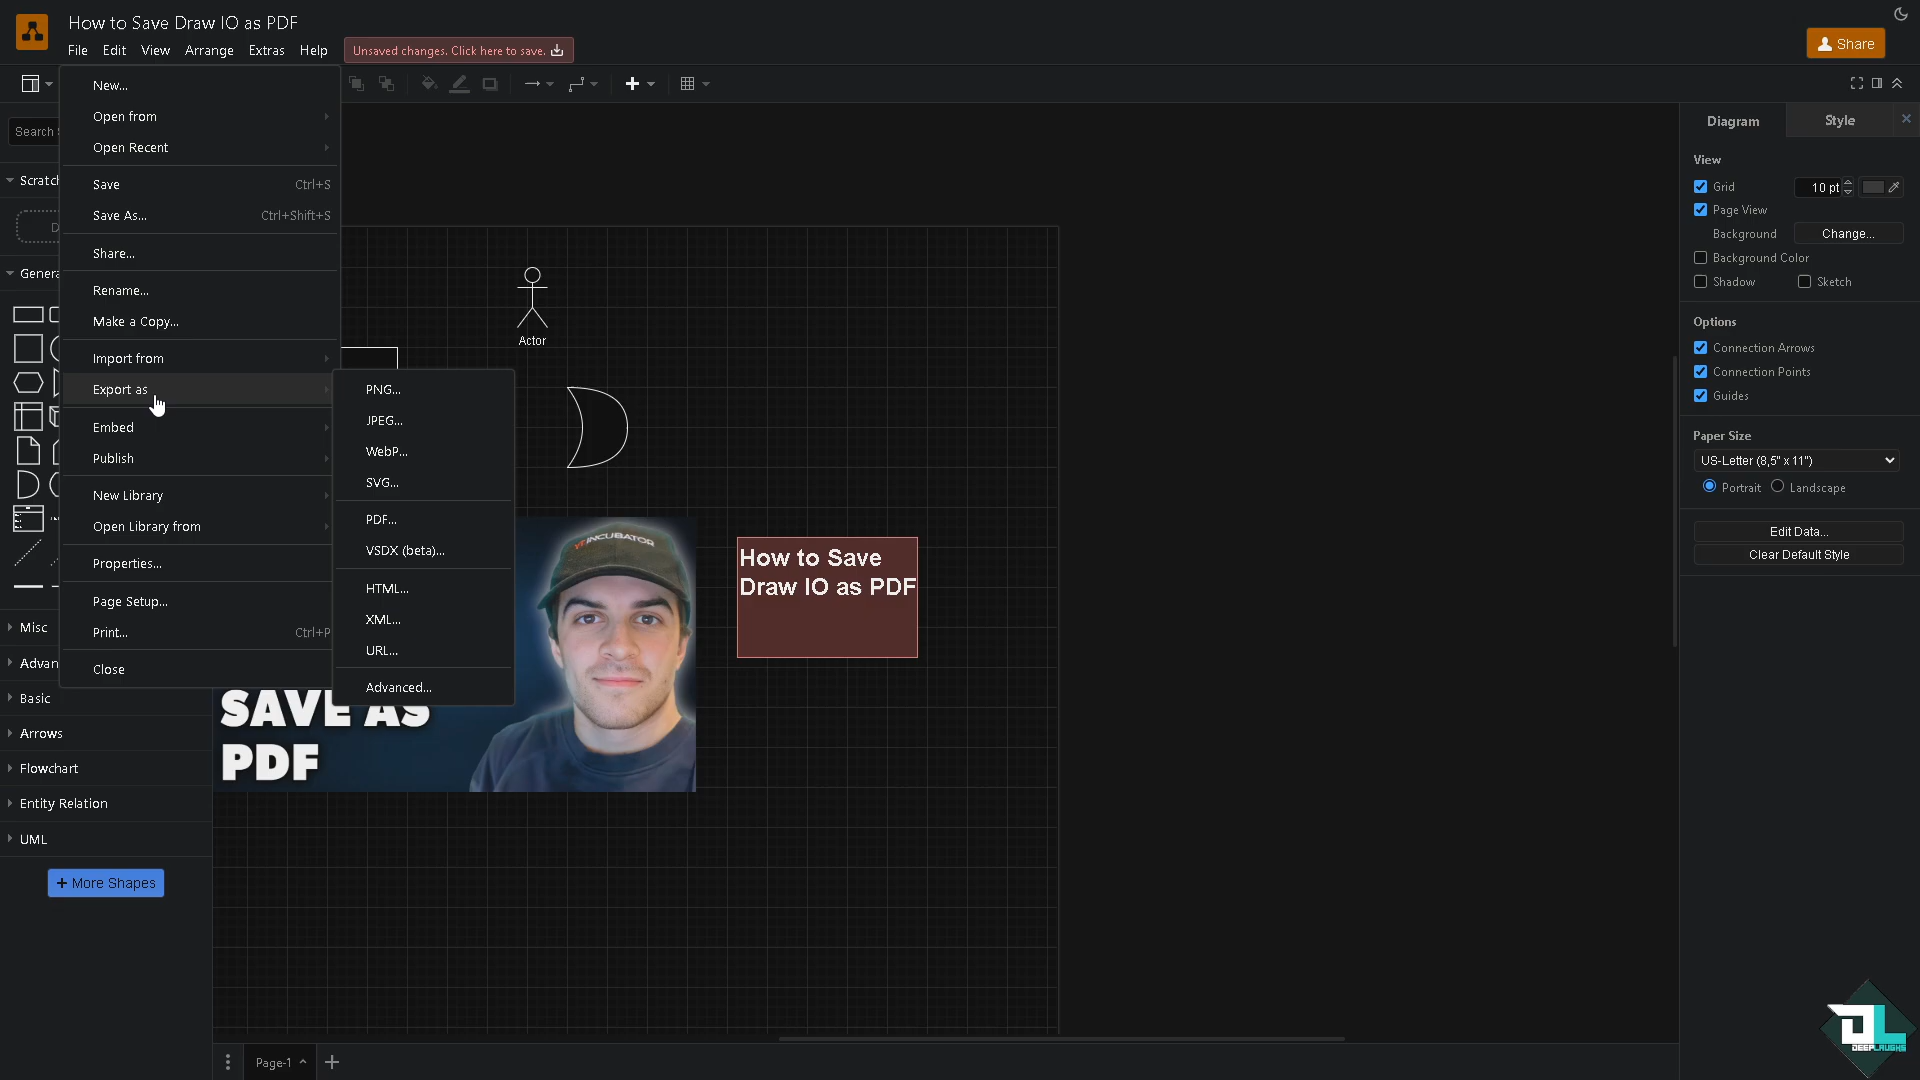 How to Save Draw IO as PDF
File Edit View Arrange Extras Help
Unsaved changes. Click here to save.
Share
New...
Open from
Open Recent
Save Ctrl+S
Save As... Ctrl+Shift+S
Share...
Rename...
Make a Copy...
Import from
Export as
Embed
Publish
New Library
Open Library from
Properties...
Page Setup...
Print... Ctrl+P
Close
PNG...
JPEG...
WebP...
SVG...
PDF...
VSDX (beta)...
HTML...
XML...
URL...
Advanced...
Search
Misc
Basic
Arrows
Flowchart
Entity Relation
UML
+ More Shapes
Actor
YT INCUBATOR
SAVE AS
PDF
How to Save
Draw IO as PDF
Page-1
Diagram Style
View
Grid 10 pt
Page View
Background Change...
Background Color
Shadow Sketch
Options
Connection Arrows
Connection Points
Guides
Paper Size
US-Letter (8,5" x 11")
Portrait Landscape
Edit Data...
Clear Default Style
DL
DEEPLAUGHS